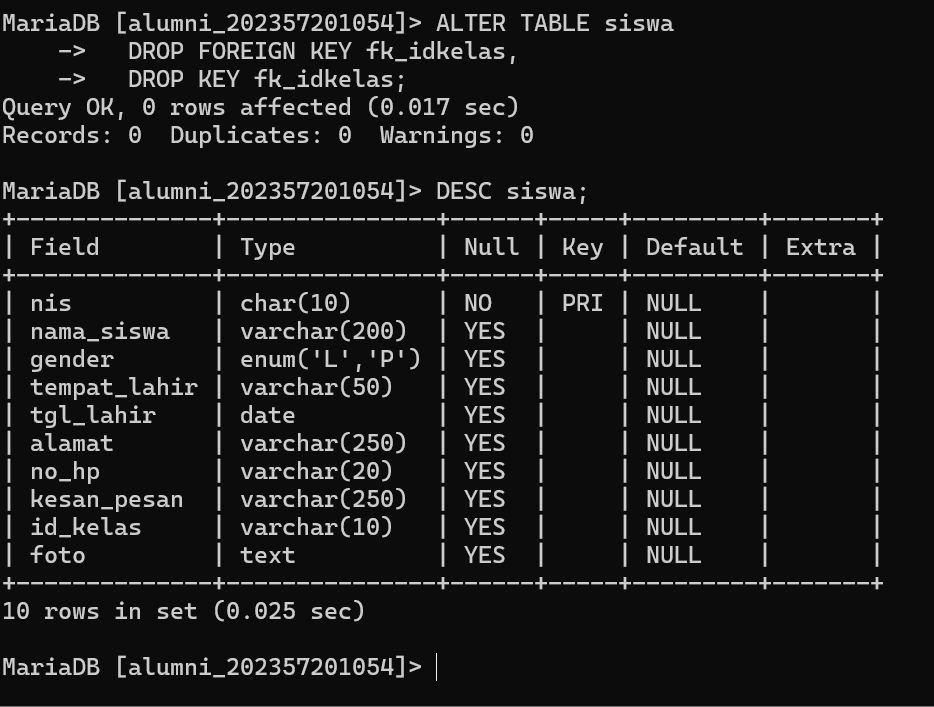 MariaDB [alumni_202357201054]> ALTER TABLE siswa
    ->   DROP FOREIGN KEY fk_idkelas,
    ->   DROP KEY fk_idkelas;
Query OK, 0 rows affected (0.017 sec)
Records: 0  Duplicates: 0  Warnings: 0

MariaDB [alumni_202357201054]> DESC siswa;
+--------------+---------------+------+-----+---------+-------+
| Field        | Type          | Null | Key | Default | Extra |
+--------------+---------------+------+-----+---------+-------+
| nis          | char(10)      | NO   | PRI | NULL    |       |
| nama_siswa   | varchar(200)  | YES  |     | NULL    |       |
| gender       | enum('L','P') | YES  |     | NULL    |       |
| tempat_lahir | varchar(50)   | YES  |     | NULL    |       |
| tgl_lahir    | date          | YES  |     | NULL    |       |
| alamat       | varchar(250)  | YES  |     | NULL    |       |
| no_hp        | varchar(20)   | YES  |     | NULL    |       |
| kesan_pesan  | varchar(250)  | YES  |     | NULL    |       |
| id_kelas     | varchar(10)   | YES  |     | NULL    |       |
| foto         | text          | YES  |     | NULL    |       |
+--------------+---------------+------+-----+---------+-------+
10 rows in set (0.025 sec)

MariaDB [alumni_202357201054]>